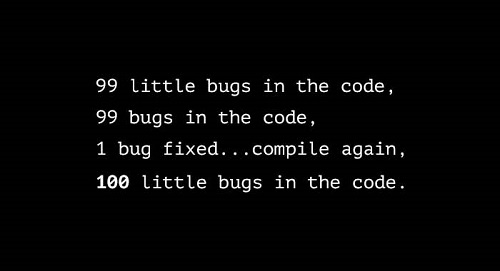 99 little bugs in the code,
99 bugs in the code,
1 bug fixed...compile again,
100 little bugs in the code.